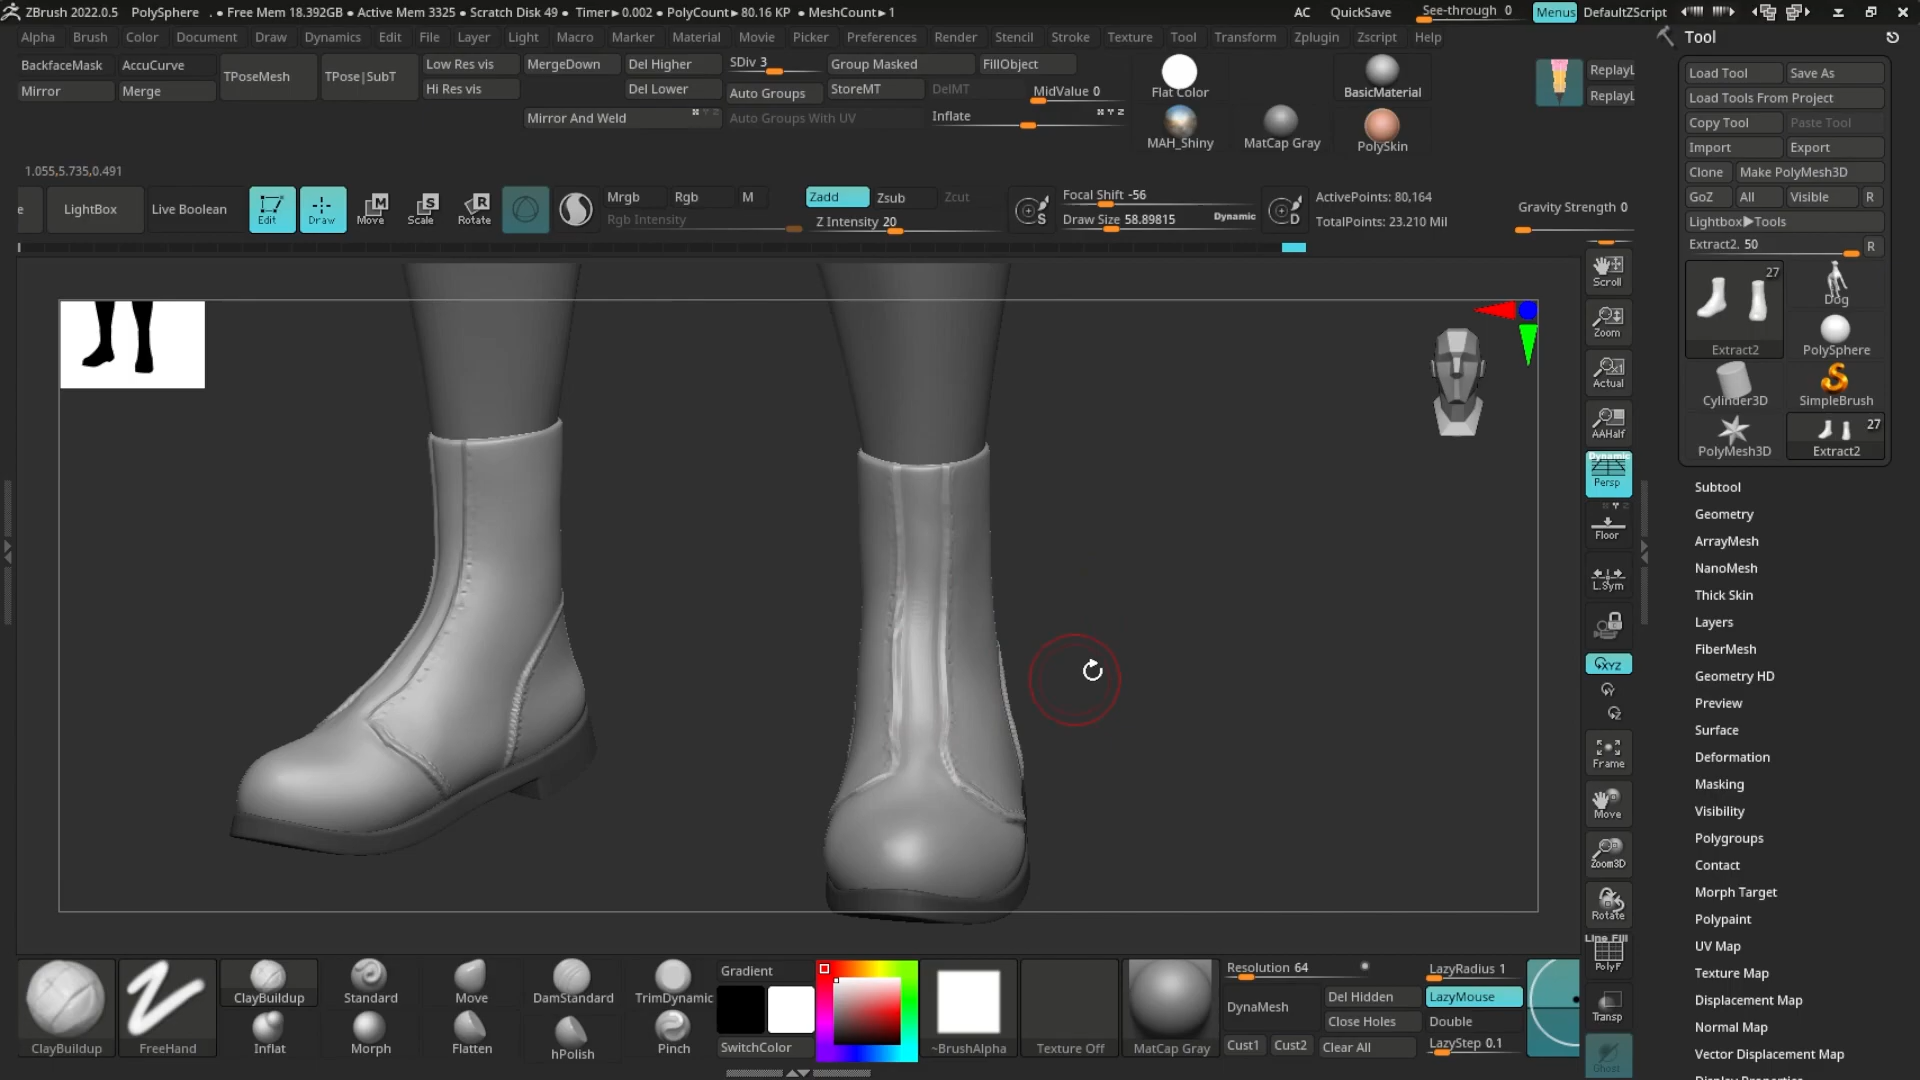 ZBrush 2022.0.5 PolySphere . • Free Mem 18.392GB • Active Mem 3325 • Scratch Disk 49 • Timer▶0.002 • PolyCount▶80.16 KP • MeshCount▶1 AC QuickSave See-through 0 Menus DefaultZScript
Alpha Brush Color Document Draw Dynamics Edit File Layer Light Macro Marker Material Movie Picker Preferences Render Stencil Stroke Texture Tool Transform Zplugin Zscript Help
BackfaceMask AccuCurve TPoseMesh TPose|SubT Low Res vis MergeDown Del Higher SDiv 3 Group Masked FillObject
Mirror Merge Hi Res vis Del Lower Auto Groups StoreMT DelMT MidValue 0 Flat Color BasicMaterial ReplayL
ReplayL
Mirror And Weld Auto Groups With UV Inflate MAH_Shiny MatCap Gray PolySkin
1.055,5.735,0.491
e LightBox Live Boolean Edit Draw Move Scale Rotate Mrgb Rgb M Zadd Zsub Zcut Focal Shift -56 ActivePoints: 80,164
Rgb Intensity Z Intensity 20 S Draw Size 58.89815 Dynamic D TotalPoints: 23.210 Mil Gravity Strength 0
Tool
Load Tool Save As
Load Tools From Project
Copy Tool Paste Tool
Import Export
Clone Make PolyMesh3D
GoZ All Visible R
Lightbox▶Tools
Extract2. 50 R
27
Extract2 Dog
PolySphere
Cylinder3D SimpleBrush
PolyMesh3D 27 Extract2
Subtool
Geometry
ArrayMesh
NanoMesh
Thick Skin
Layers
FiberMesh
Geometry HD
Preview
Surface
Deformation
Masking
Visibility
Polygroups
Contact
Morph Target
Polypaint
UV Map
Texture Map
Displacement Map
Normal Map
Vector Displacement Map
Scroll
Zoom
Actual
AAHalf
Dynamic
Persp
Floor
L.Sym
XYZ
Frame
Move
Zoom3D
Rotate
Line Fill
PolyF
Transp
Ghost
ClayBuildup FreeHand ClayBuildup Standard Move DamStandard TrimDynamic
Inflat Morph Flatten hPolish Pinch
Gradient
SwitchColor
~BrushAlpha Texture Off MatCap Gray
Resolution 64 LazyRadius 1
DynaMesh Del Hidden LazyMouse
Close Holes Double
Cust1 Cust2 Clear All LazyStep 0.1